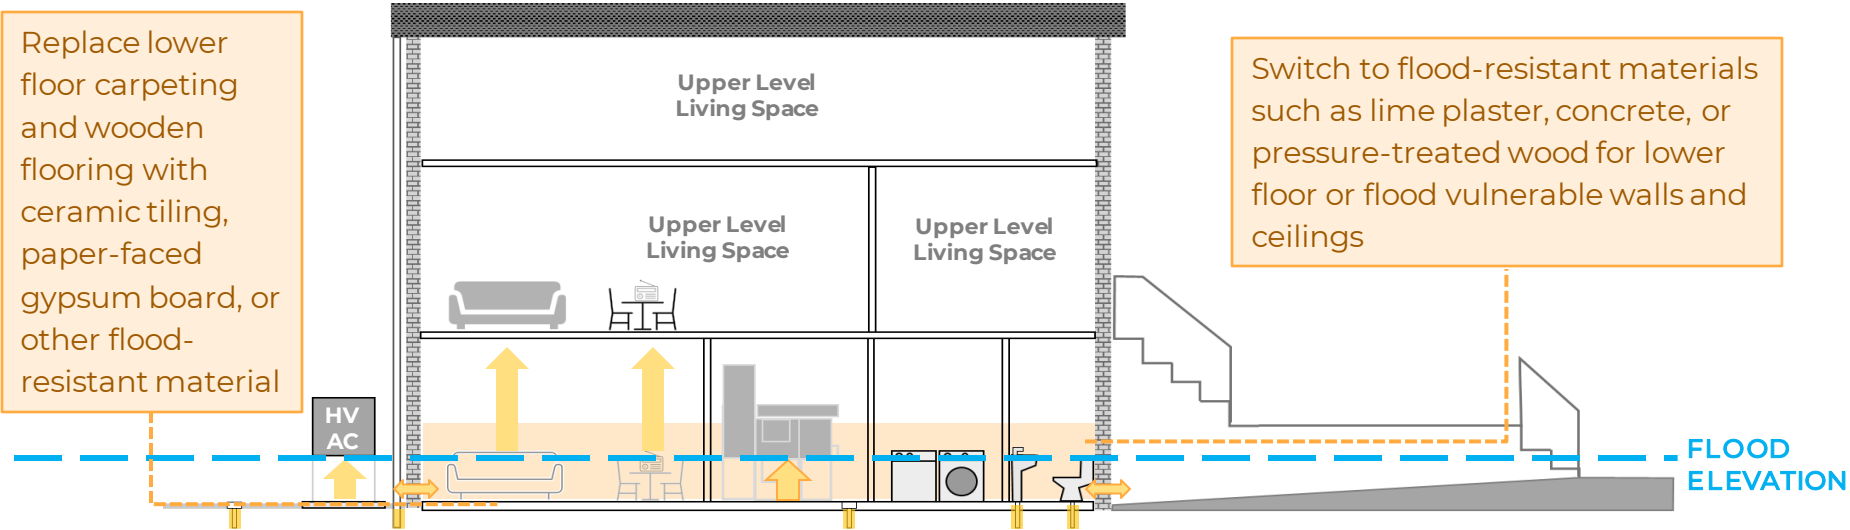 Replace lower
floor carpeting
and wooden
flooring with
ceramic tiling,
paper-faced
gypsum board, or
other flood-
resistant material
Upper Level
Living Space
Switch to flood-resistant materials
such as lime plaster, concrete, or
pressure-treated wood for lower
floor or flood vulnerable walls and
ceilings
Upper Level
Living Space
Upper Level
Living Space
HV
AC
FLOOD
ELEVATION